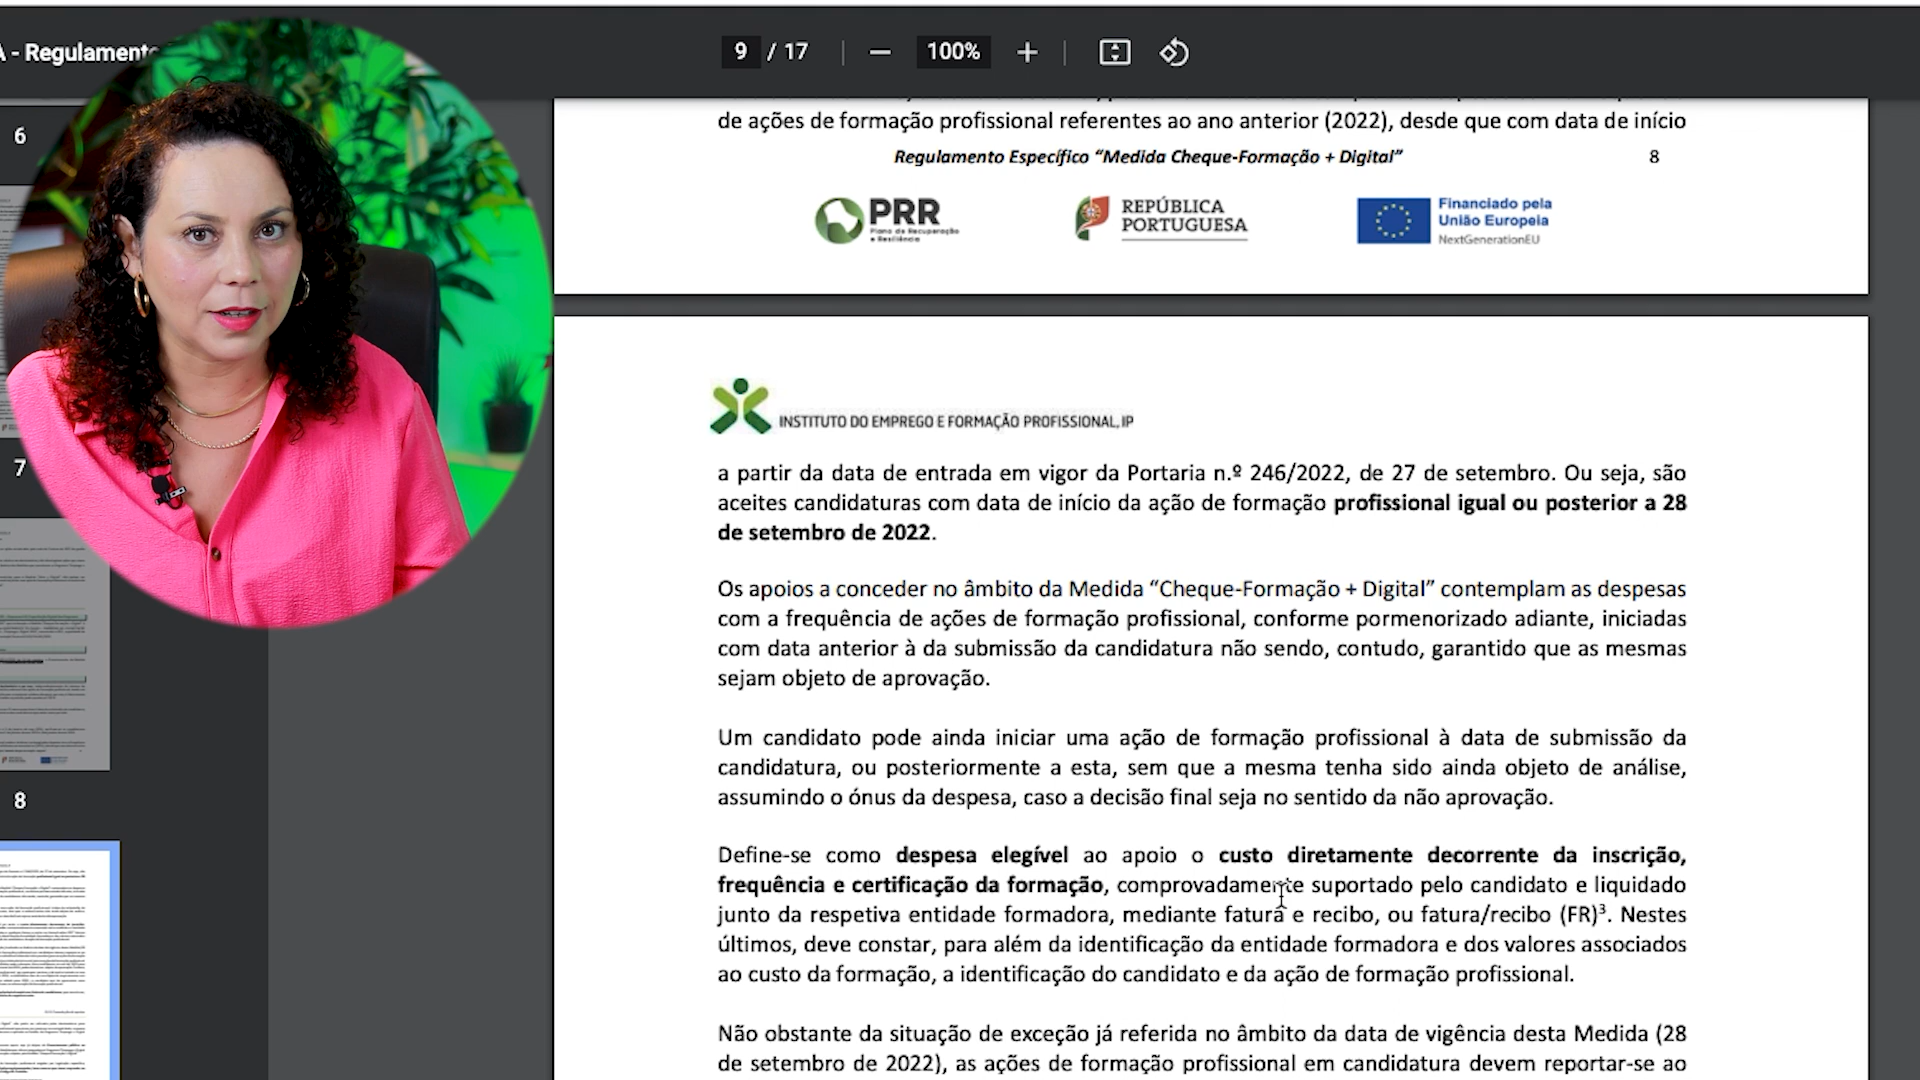 A - Regulamento
9 / 17
100%
6
7
8
de ações de formação profissional referentes ao ano anterior (2022), desde que com data de início
Regulamento Específico “Medida Cheque-Formação + Digital”
8
PRR
Plano de Recuperação
e Resiliência
REPÚBLICA
PORTUGUESA
Financiado pela
União Europeia
NextGenerationEU
INSTITUTO DO EMPREGO E FORMAÇÃO PROFISSIONAL, IP
a partir da data de entrada em vigor da Portaria n.º 246/2022, de 27 de setembro. Ou seja, são
aceites candidaturas com data de início da ação de formação profissional igual ou posterior a 28
de setembro de 2022.
Os apoios a conceder no âmbito da Medida “Cheque-Formação + Digital” contemplam as despesas
com a frequência de ações de formação profissional, conforme pormenorizado adiante, iniciadas
com data anterior à da submissão da candidatura não sendo, contudo, garantido que as mesmas
sejam objeto de aprovação.
Um candidato pode ainda iniciar uma ação de formação profissional à data de submissão da
candidatura, ou posteriormente a esta, sem que a mesma tenha sido ainda objeto de análise,
assumindo o ónus da despesa, caso a decisão final seja no sentido da não aprovação.
Define-se como despesa elegível ao apoio o custo diretamente decorrente da inscrição,
frequência e certificação da formação, comprovadamente suportado pelo candidato e liquidado
junto da respetiva entidade formadora, mediante fatura e recibo, ou fatura/recibo (FR)³. Nestes
últimos, deve constar, para além da identificação da entidade formadora e dos valores associados
ao custo da formação, a identificação do candidato e da ação de formação profissional.
Não obstante da situação de exceção já referida no âmbito da data de vigência desta Medida (28
de setembro de 2022), as ações de formação profissional em candidatura devem reportar-se ao